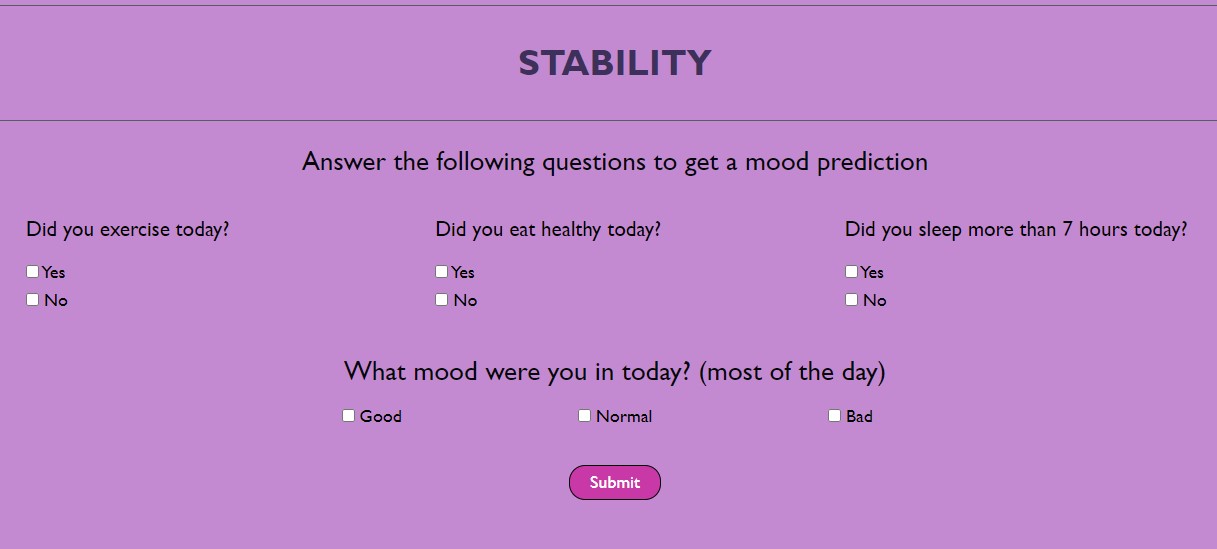 STABILITY
Answer the following questions to get a mood prediction
Did you exercise today?
Yes
No
Did you eat healthy today?
Yes
No
Did you sleep more than 7 hours today?
Yes
No
What mood were you in today? (most of the day)
Good
Normal
Bad
Submit